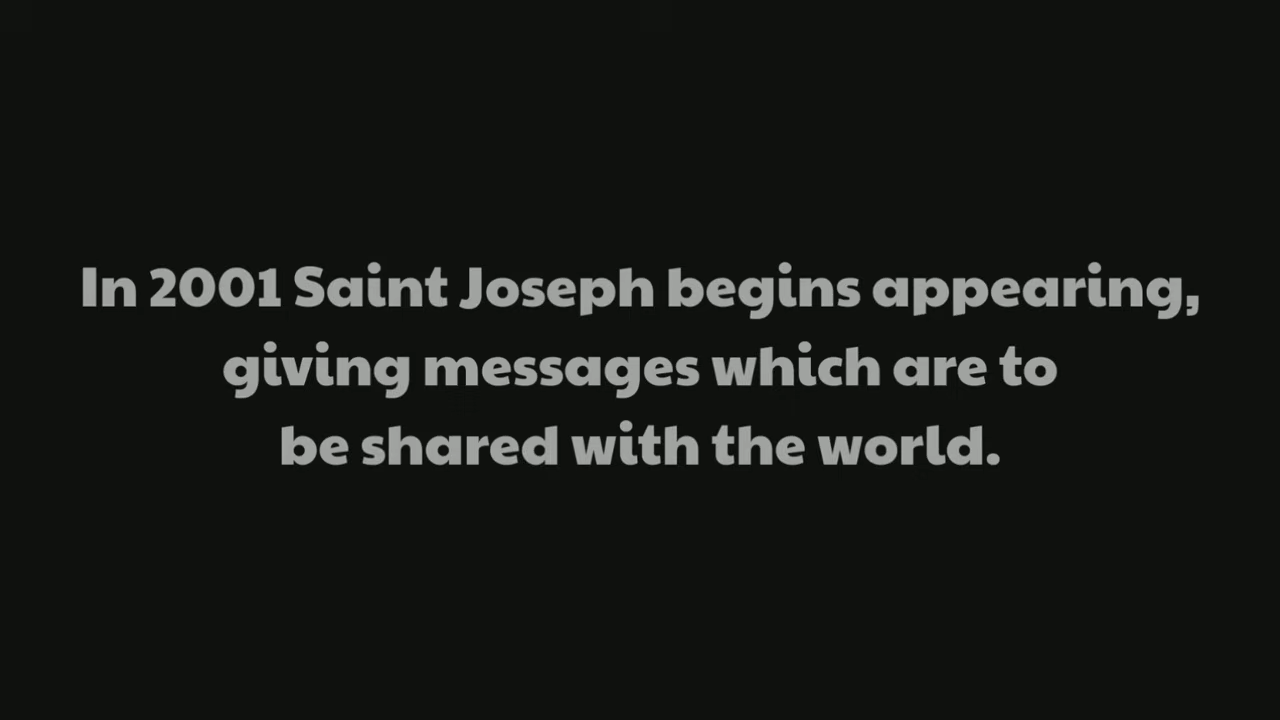 In 2001 Saint Joseph begins appearing,
giving messages which are to
be shared with the world.